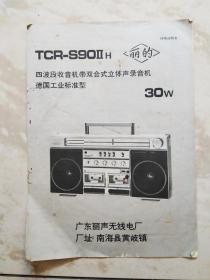 TCR-S90II H
〈丽的〉
四波段收音机带双合式立体声录音机
德国工业标准型
30W
广东丽声无线电厂
厂址：南海县黄岐镇